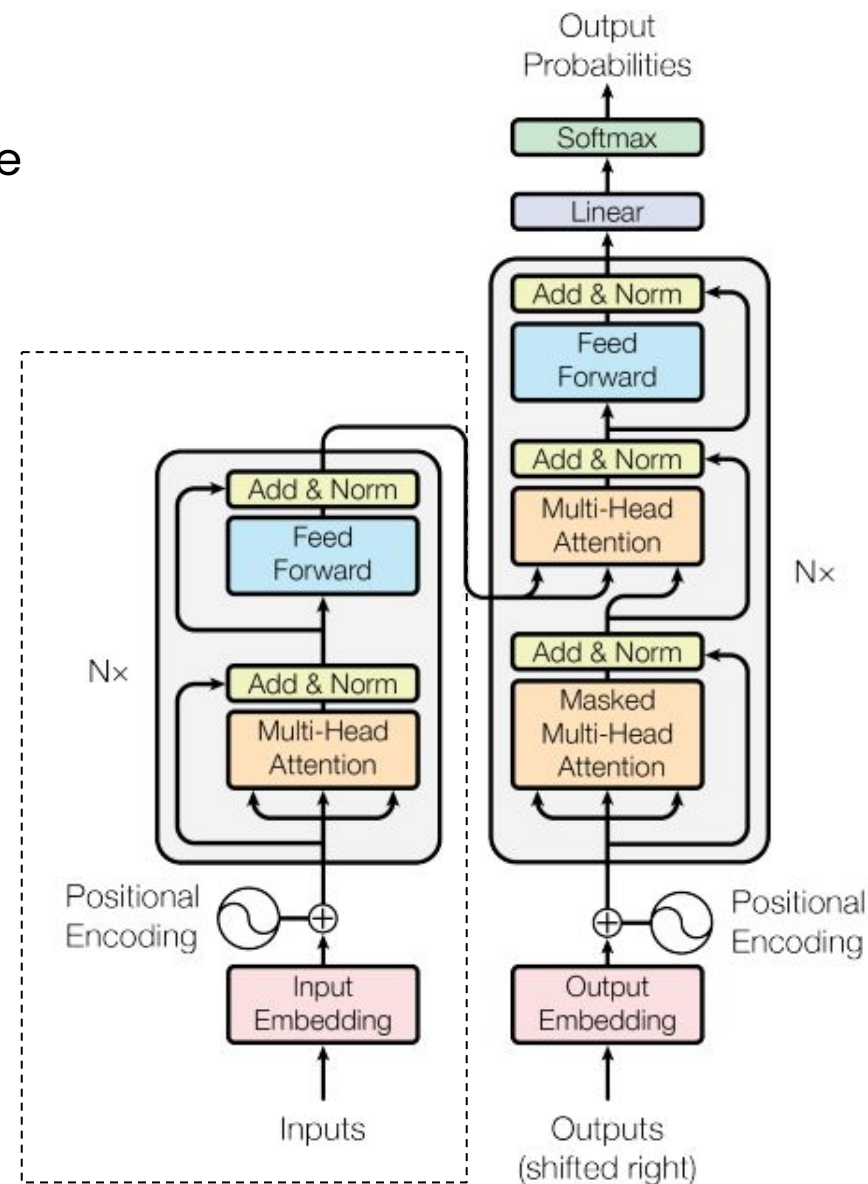 Output
Probabilities
Softmax
Linear
Add & Norm
Feed
Forward
Add & Norm
Multi-Head
Attention
Nx
Add & Norm
Masked
Multi-Head
Attention
Add & Norm
Feed
Forward
Nx
Add & Norm
Multi-Head
Attention
Positional
Encoding
Positional
Encoding
Input
Embedding
Output
Embedding
Inputs
Outputs
(shifted right)